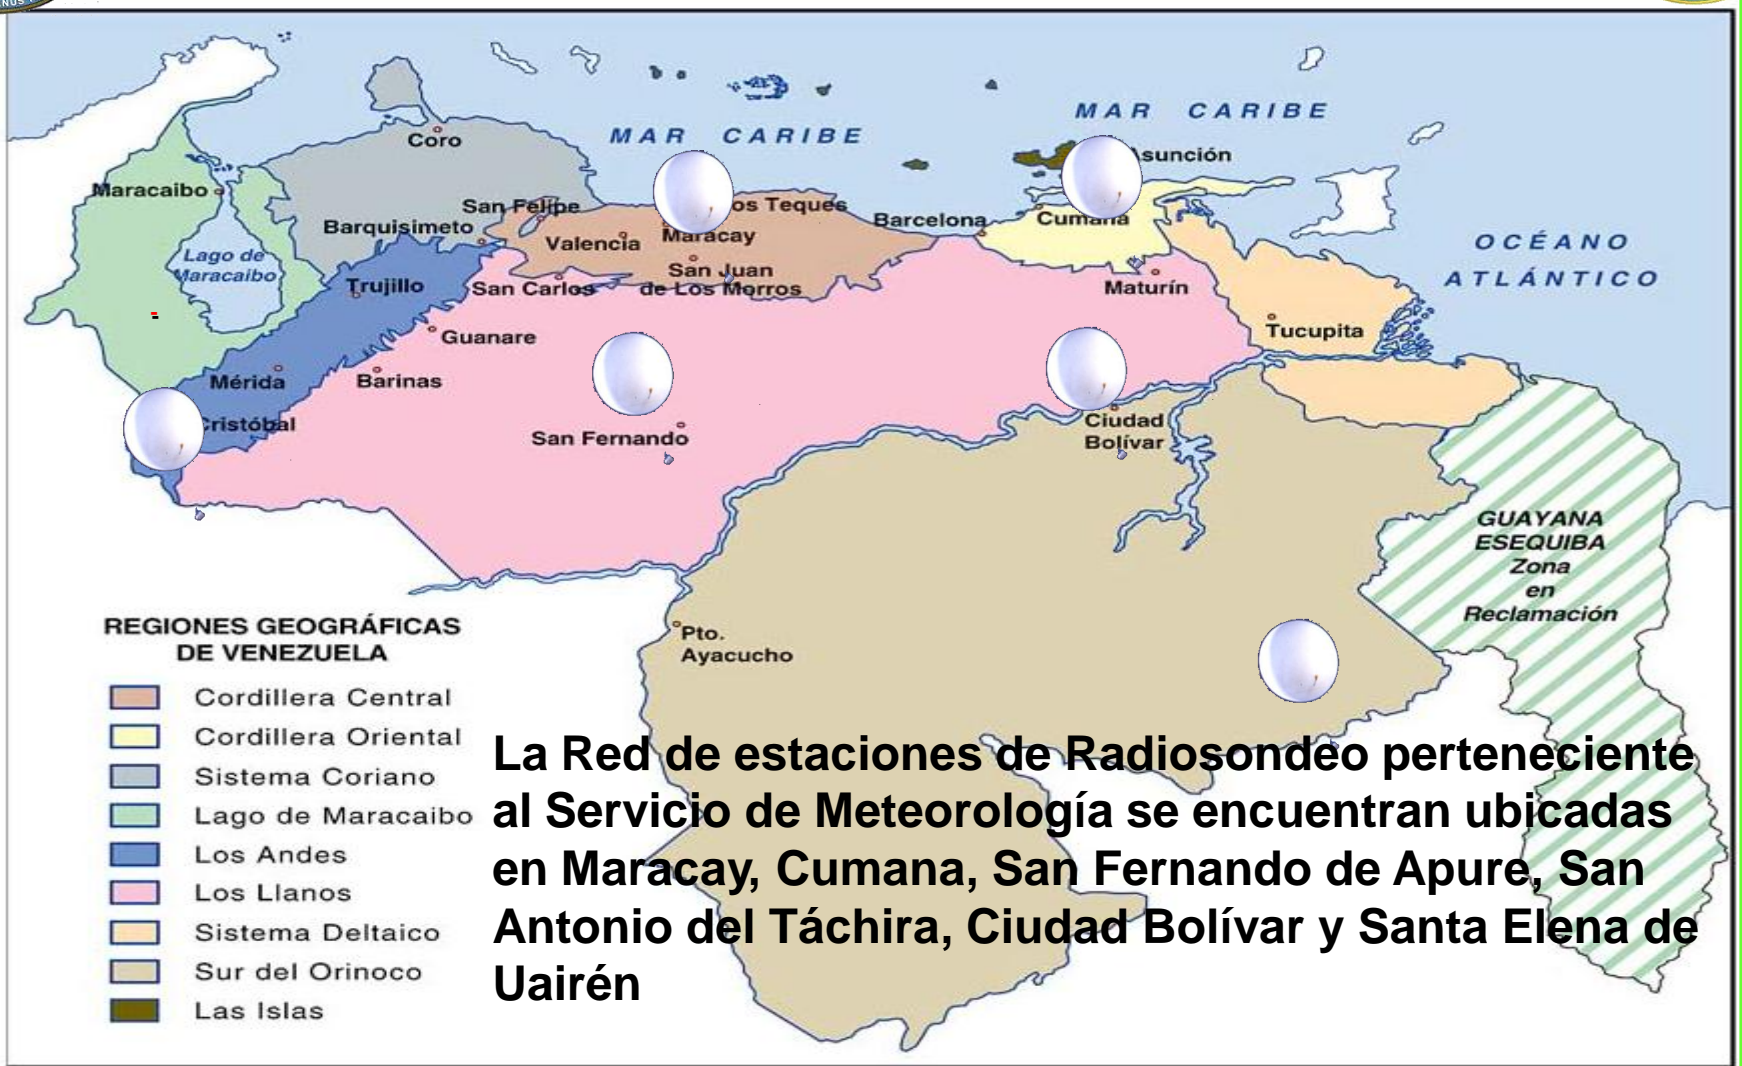 MAR CARIBE
MAR CARIBE
Coro
Asunción
Maracaibo
San Felipe
os Teques
Barcelona
Cumana
Barquisimeto
Valencia
Maracay
OCÉANO
ATLÁNTICO
Lago de
Maracaibo
San Juan
de Los Morros
Trujillo
San Carlos
Maturín
Guanare
Tucupita
Mérida
Barinas
Cristóbal
San Fernando
Ciudad
Bolívar
GUAYANA
ESEQUIBA
Zona
en
Reclamación
Pto.
Ayacucho
REGIONES GEOGRÁFICAS
DE VENEZUELA
Cordillera Central
Cordillera Oriental
Sistema Coriano
Lago de Maracaibo
Los Andes
Los Llanos
Sistema Deltaico
Sur del Orinoco
Las Islas
La Red de estaciones de Radiosondeo perteneciente
al Servicio de Meteorología se encuentran ubicadas
en Maracay, Cumana, San Fernando de Apure, San
Antonio del Táchira, Ciudad Bolívar y Santa Elena de
Uairén